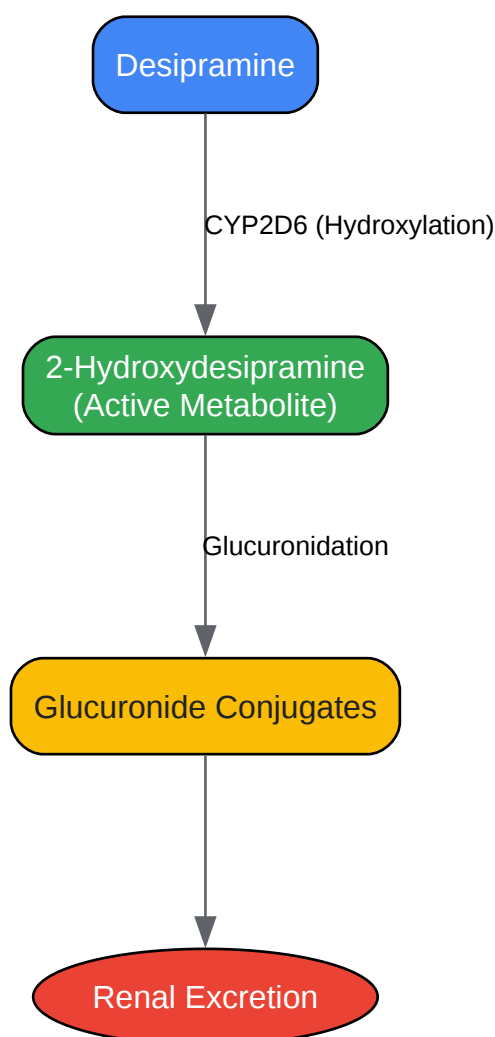 Desipramine
CYP2D6 (Hydroxylation)
2-Hydroxydesipramine
(Active Metabolite)
Glucuronidation
Glucuronide Conjugates
Renal Excretion